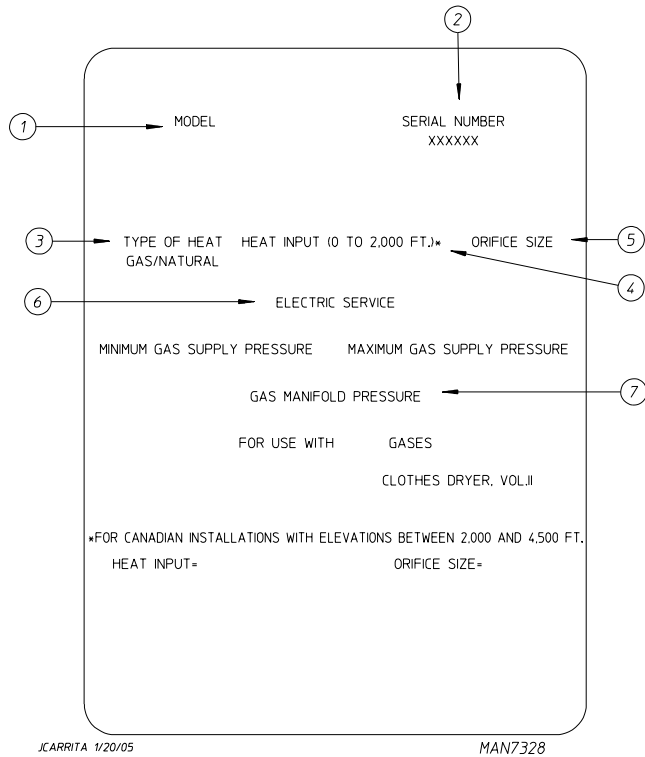 2
1
MODEL
SERIAL NUMBER
XXXXXX
3
TYPE OF HEAT
GAS/NATURAL
HEAT INPUT (0 TO 2,000 FT.)*
ORIFICE SIZE
5
4
6
ELECTRIC SERVICE
MINIMUM GAS SUPPLY PRESSURE
MAXIMUM GAS SUPPLY PRESSURE
GAS MANIFOLD PRESSURE
7
FOR USE WITH GASES
CLOTHES DRYER, VOL.II
*FOR CANADIAN INSTALLATIONS WITH ELEVATIONS BETWEEN 2,000 AND 4,500 FT.
HEAT INPUT= ORIFICE SIZE=
JCARRITA 1/20/05
MAN7328